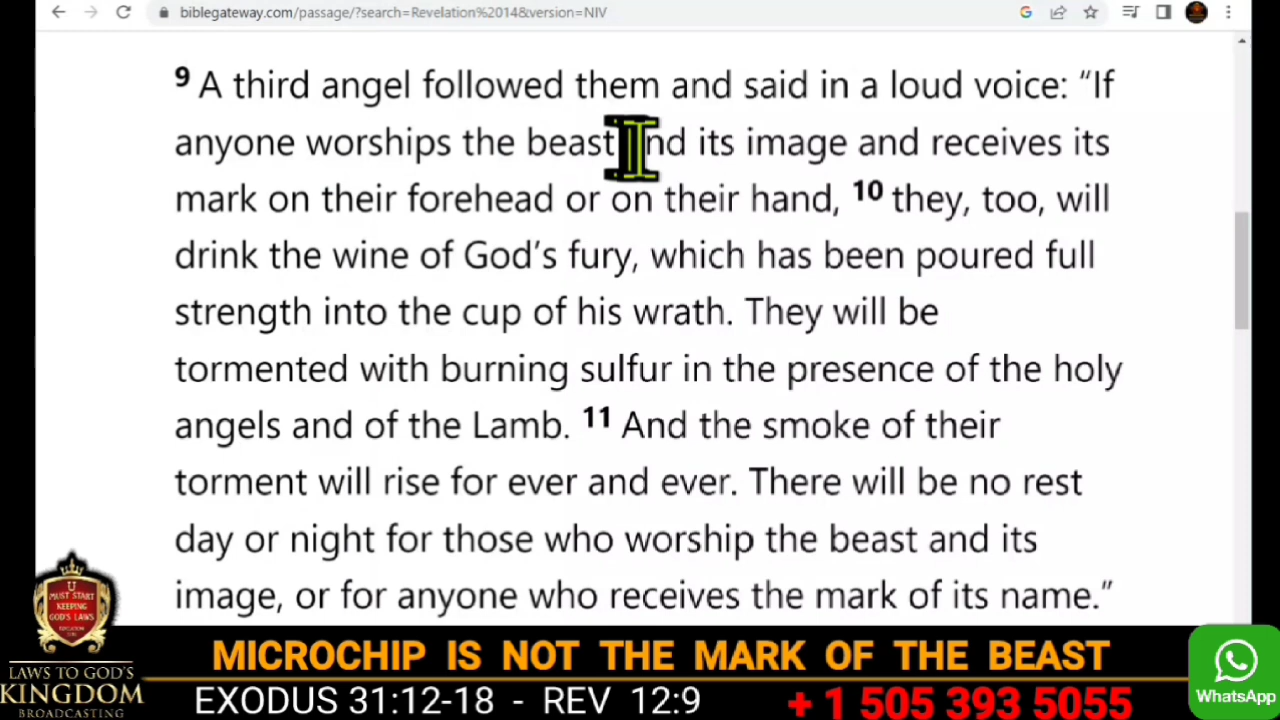 biblegateway.com/passage/?search=Revelation%2014&version=NIV
9 A third angel followed them and said in a loud voice: “If
anyone worships the beast and its image and receives its
mark on their forehead or on their hand, 10 they, too, will
drink the wine of God’s fury, which has been poured full
strength into the cup of his wrath. They will be
tormented with burning sulfur in the presence of the holy
angels and of the Lamb. 11 And the smoke of their
torment will rise for ever and ever. There will be no rest
day or night for those who worship the beast and its
image, or for anyone who receives the mark of its name.”
U
MUST START
KEEPING
GOD'S LAWS
LAWS TO GOD'S
KINGDOM
BROADCASTING
MICROCHIP IS NOT THE MARK OF THE BEAST
EXODUS 31:12-18 - REV 12:9
+ 1 505 393 5055
WhatsApp